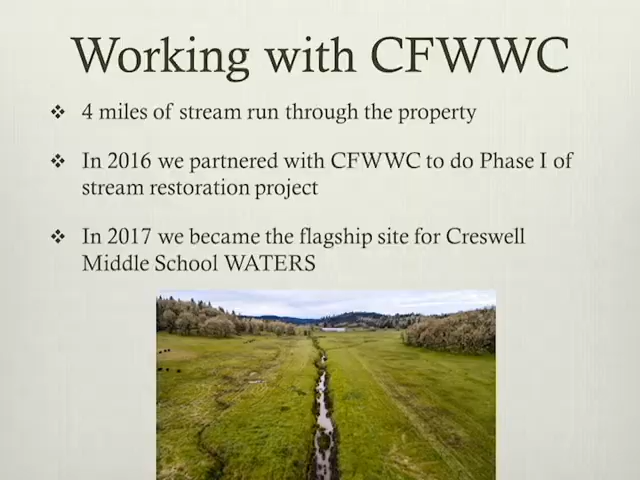 Working with CFWWC
❖ 4 miles of stream run through the property
❖ In 2016 we partnered with CFWWC to do Phase I of
stream restoration project
❖ In 2017 we became the flagship site for Creswell
Middle School WATERS